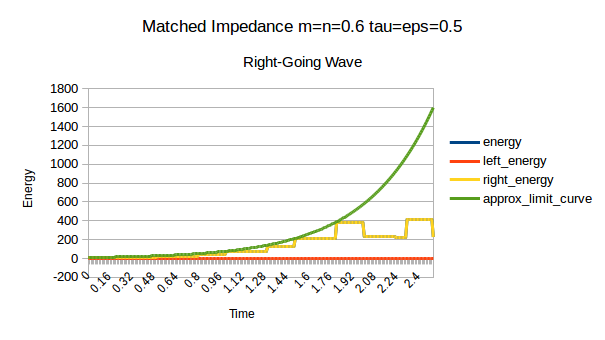 Matched Impedance m=n=0.6 tau=eps=0.5
Right-Going Wave
1800
1600
1400
1200
1000
800
600
400
200
0
-200
Energy
0 0.16 0.32 0.48 0.64 0.8 0.96 1.12 1.28 1.44 1.6 1.76 1.92 2.08 2.24 2.4
Time
energy
left_energy
right_energy
approx_limit_curve